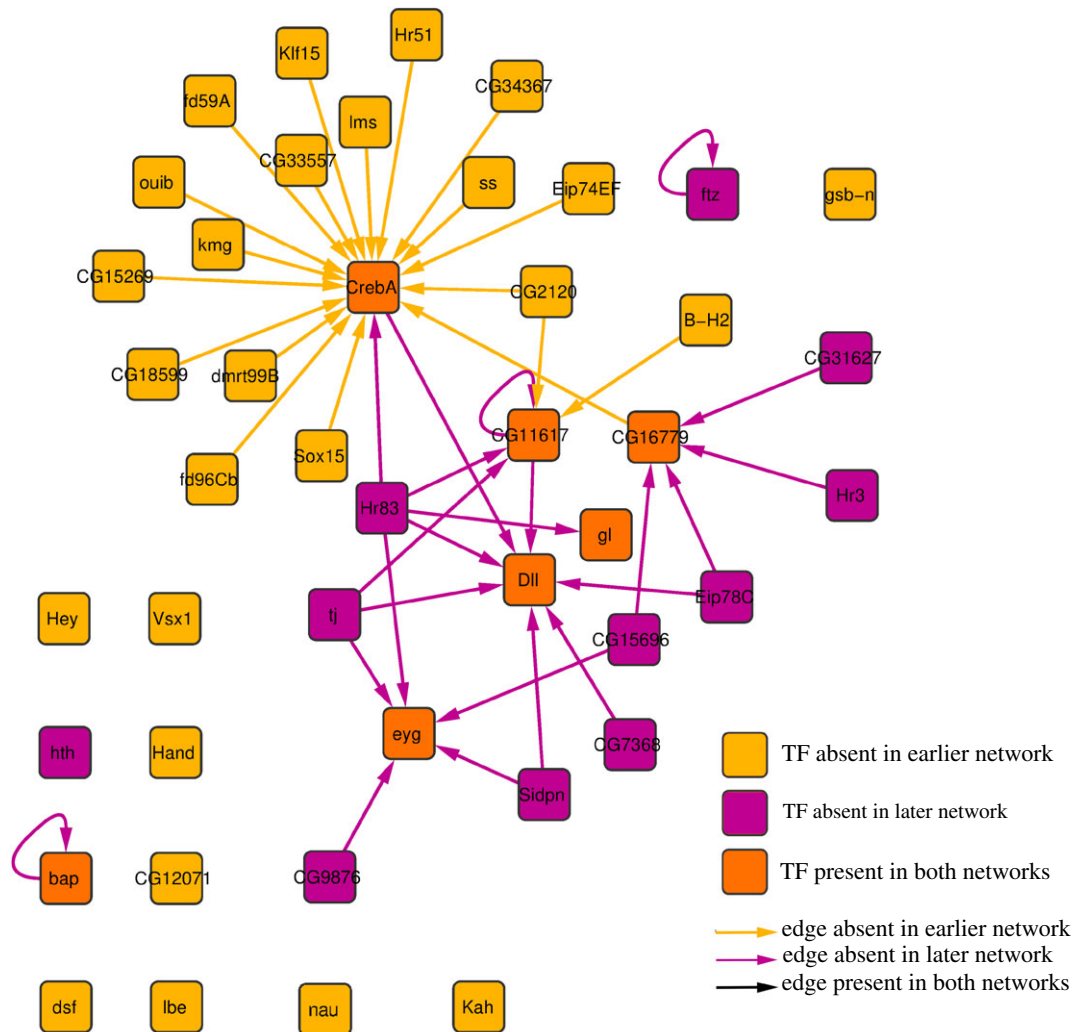 Hr51
Klf15
CG34367
fd59A
lms
CG33557
ouib
ss
Eip74EF
ftz
gsb-n
kmg
CG15269
CrebA
CG2120
B-H2
CG31627
CG18599
dmrt99B
CG11617
CG16779
Sox15
fd96Cb
Hr83
Hr3
gl
Dll
Eip78C
Hey
Vsx1
tj
CG15696
eyg
CG7368
hth
Hand
TF absent in earlier network
Sidpn
TF absent in later network
bap
CG12071
CG9876
TF present in both networks
edge absent in earlier network
edge absent in later network
edge present in both networks
dsf
lbe
nau
Kah